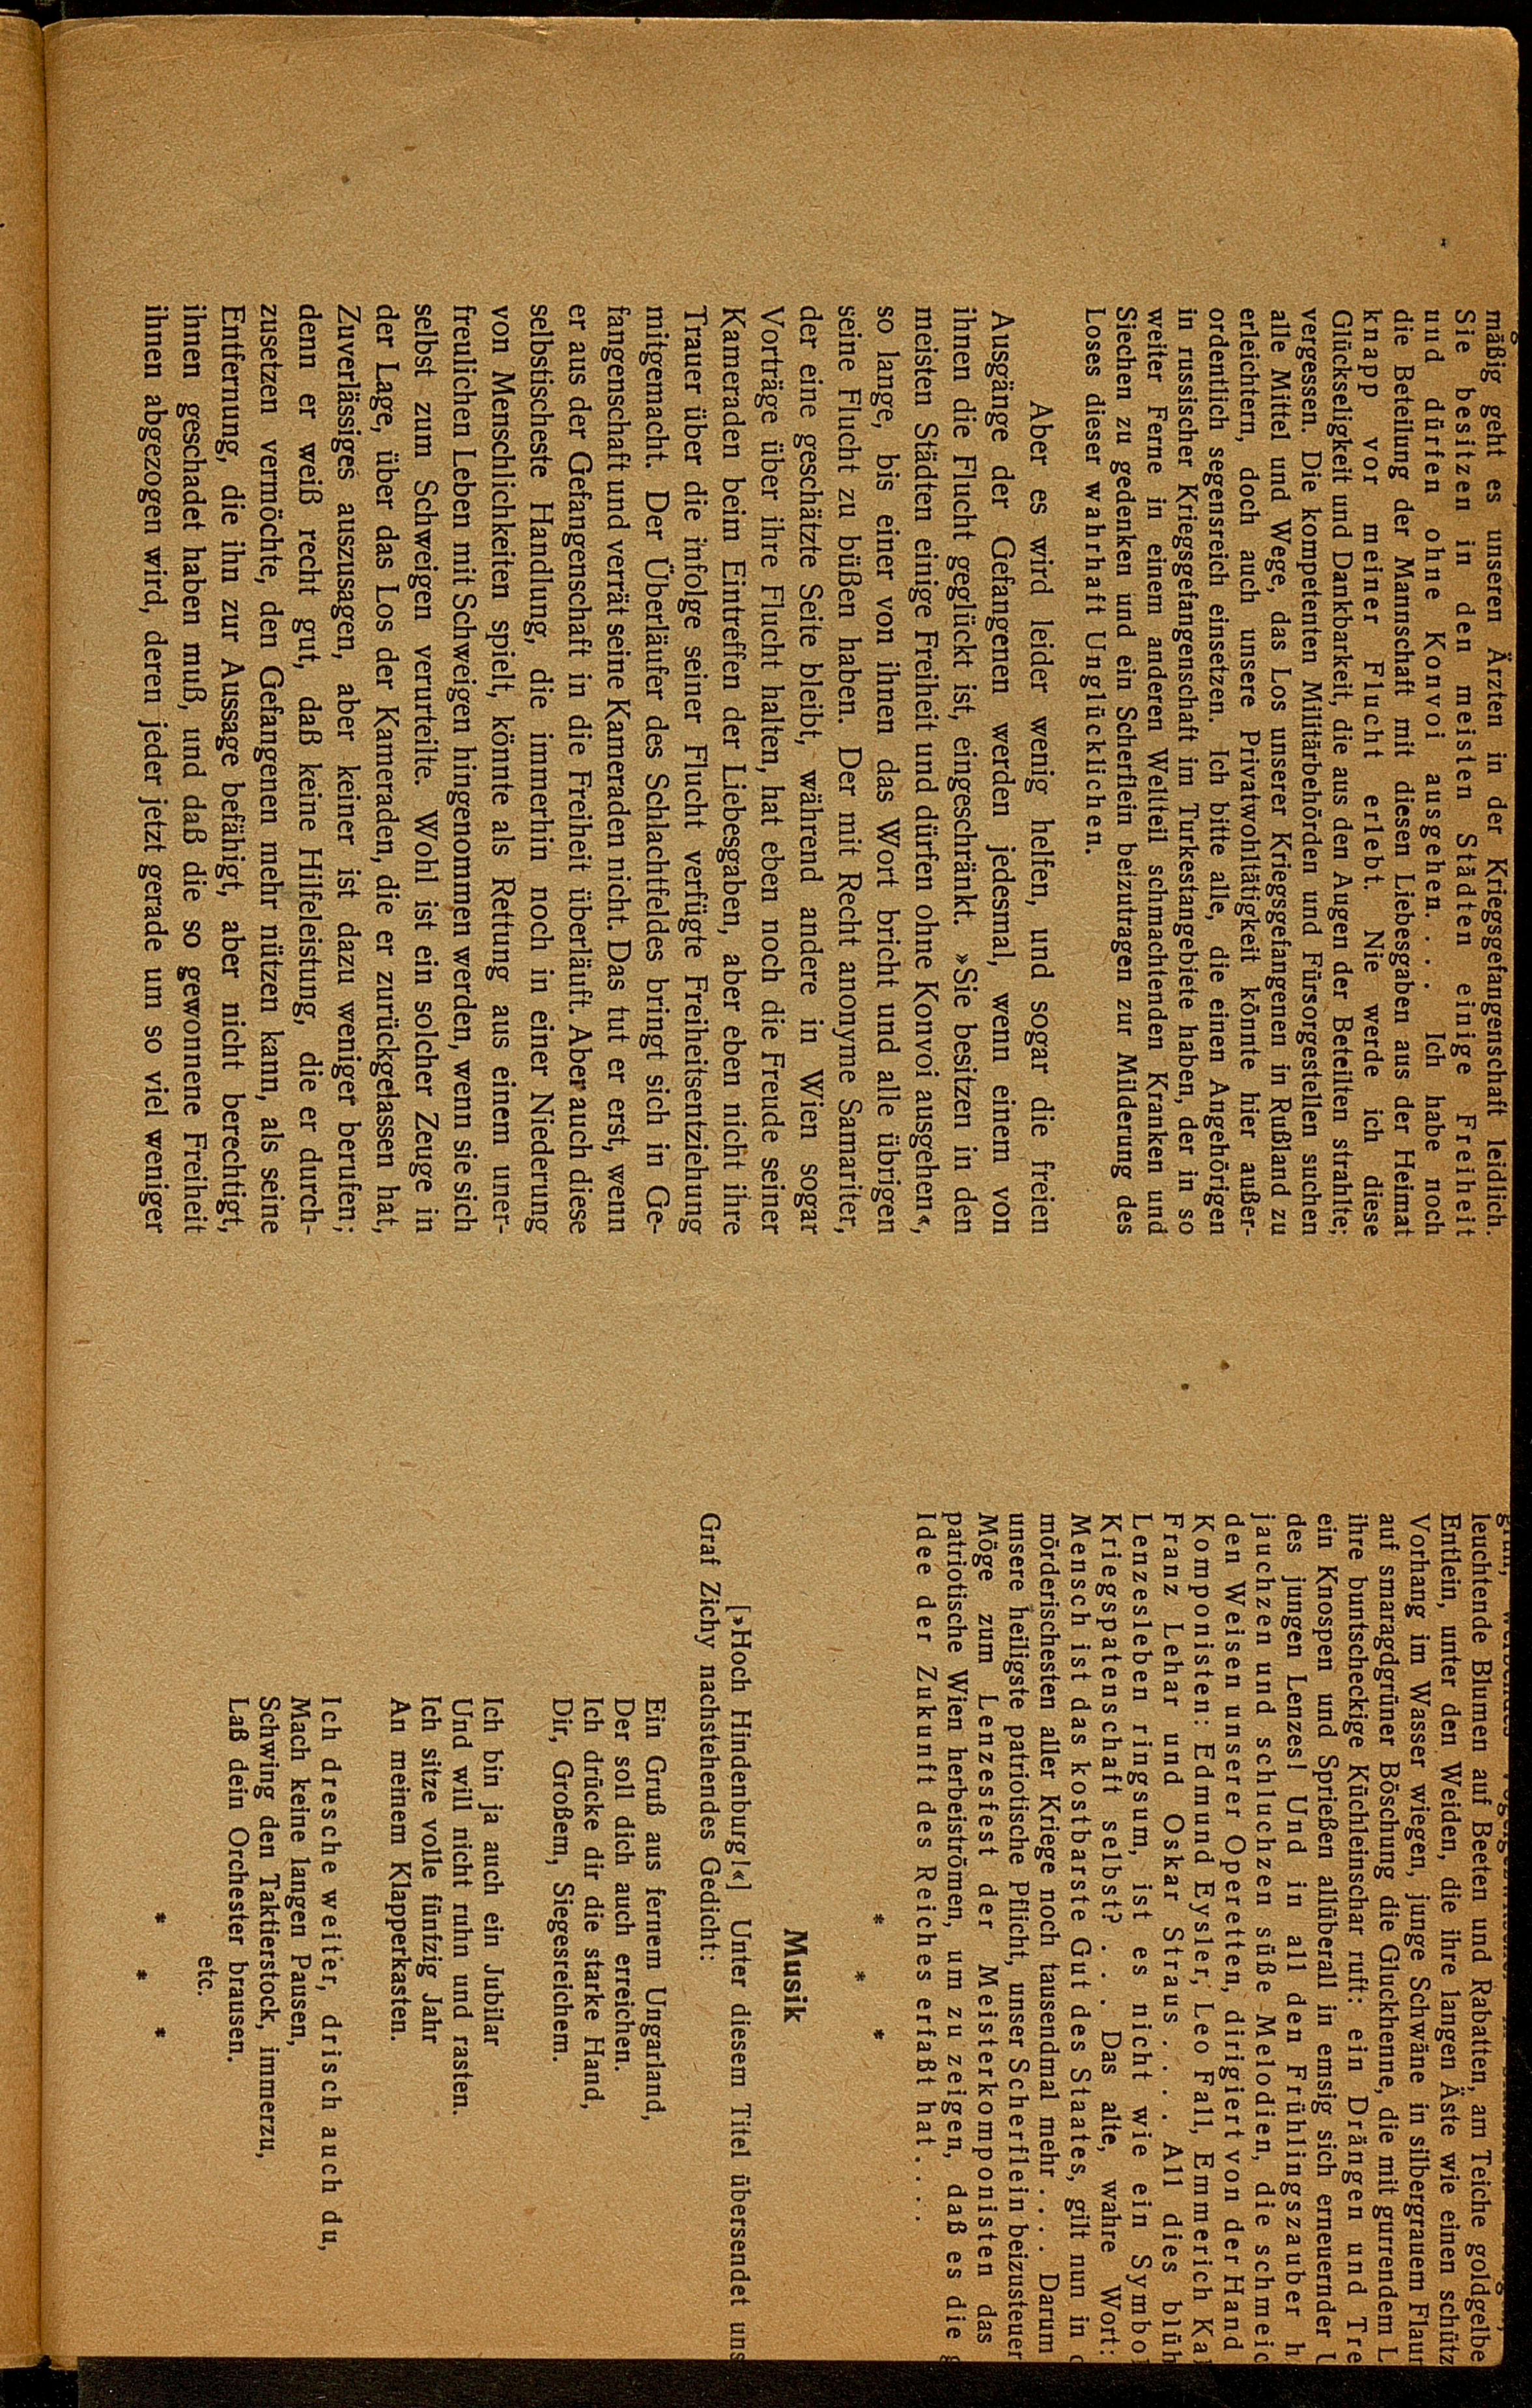 mäßig geht es unseren Ärzten in der Kriegsgefangenschaft leidlich.
Sie besitzen in den meisten Städten einige Freiheit
und dürfen ohne Konvoi ausgehen. . . . Ich habe noch
die Beteilung der Mannschaft mit diesen Liebesgaben aus der Heimat
knapp vor meiner Flucht erlebt. Nie werde ich diese
Glückseligkeit und Dankbarkeit, die aus den Augen der Beteilten strahlte;
vergessen. Die kompetenten Militärbehörden und Fürsorgestellen suchen
alle Mittel und Wege, das Los unserer Kriegsgefangenen in Rußland zu
erleichtern, doch auch unsere Privatwohltätigkeit könnte hier außer-
ordentlich segensreich einsetzen. Ich bitte alle, die einen Angehörigen
in russischer Kriegsgefangenschaft im Turkestangebiete haben, der in so
weiter Ferne in einem anderen Weltteil schmachtenden Kranken und
Siechen zu gedenken und ein Scherflein beizutragen zur Milderung des
Loses dieser wahrhaft Unglücklichen.
Aber es wird leider wenig helfen, und sogar die freien
Ausgänge der Gefangenen werden jedesmal, wenn einem von
ihnen die Flucht geglückt ist, eingeschränkt. »Sie besitzen in den
meisten Städten einige Freiheit und dürfen ohne Konvoi ausgehen«,
so lange, bis einer von ihnen das Wort bricht und alle übrigen
seine Flucht zu büßen haben. Der mit Recht anonyme Samariter,
der eine geschätzte Seite bleibt, während andere in Wien sogar
Vorträge über ihre Flucht halten, hat eben noch die Freude seiner
Kameraden beim Eintreffen der Liebesgaben, aber eben nicht ihre
Trauer über die infolge seiner Flucht verfügte Freiheitsentziehung
mitgemacht. Der Überläufer des Schlachtfeldes bringt sich in Ge-
fangenschaft und verrät seine Kameraden nicht. Das tut er erst, wenn
er aus der Gefangenschaft in die Freiheit überläuft. Aber auch diese
selbstischeste Handlung, die immerhin noch in einer Niederung
von Menschlichkeiten spielt, könnte als Rettung aus einem uner-
freulichen Leben mit Schweigen hingenommen werden, wenn sie sich
selbst zum Schweigen verurteilte. Wohl ist ein solcher Zeuge in
der Lage, über das Los der Kameraden, die er zurückgelassen hat,
Zuverlässiges auszusagen, aber keiner ist dazu weniger berufen;
denn er weiß recht gut, daß keine Hilfeleistung, die er durch-
zusetzen vermöchte, den Gefangenen mehr nützen kann, als seine
Entfernung, die ihn zur Aussage befähigt, aber nicht berechtigt,
ihnen geschadet haben muß, und daß die so gewonnene Freiheit
ihnen abgezogen wird, deren jeder jetzt gerade um so viel weniger
leuchtende Blumen auf Beeten und Rabatten, am Teiche goldgelbe
Entlein, unter den Weiden, die ihre langen Äste wie einen schütz
Vorhang im Wasser wiegen, junge Schwäne in silbergrauem Flaum
auf smaragdgrüner Böschung die Gluckhenne, die mit gurrendem L
ihre buntscheckige Küchleinschar ruft: ein Drängen und Tre
ein Knospen und Sprießen allüberall in emsig sich erneuernder U
des jungen Lenzes! Und in all den Frühlingszauber h
jauchzen und schluchzen süße Melodien, die schmeic
den Weisen unserer Operetten, dirigiert von der Hand
Komponisten: Edmund Eysler, Leo Fall, Emmerich Kal
Franz Lehar und Oskar Straus . . . . All dies blüh
Lenzesleben ringsum, ist es nicht wie ein Symbol
Kriegspatenschaft selbst? . . . Das alte, wahre Wort:
Mensch ist das kostbarste Gut des Staates, gilt nun in d
mörderischesten aller Kriege noch tausendmal mehr . . . . Darum
unsere heiligste patriotische Pflicht, unser Scherflein beizusteuer
Möge zum Lenzesfest der Meisterkomponisten das
patriotische Wien herbeiströmen, um zu zeigen, daß es die g
Idee der Zukunft des Reiches erfaßt hat. . . .
* * *
Musik
[»Hoch Hindenburg!«] Unter diesem Titel übersendet uns
Graf Zichy nachstehendes Gedicht:
Ein Gruß aus fernem Ungarland,
Der soll dich auch erreichen.
Ich drücke dir die starke Hand,
Dir, Großem, Siegesreichem.
Ich bin ja auch ein Jubilar
Und will nicht ruhn und rasten.
Ich sitze volle fünfzig Jahr
An meinem Klapperkasten.
Ich dresche weiter, drisch auch du,
Mach keine langen Pausen,
Schwing den Taktierstock, immerzu,
Laß dein Orchester brausen.
etc.
* * *